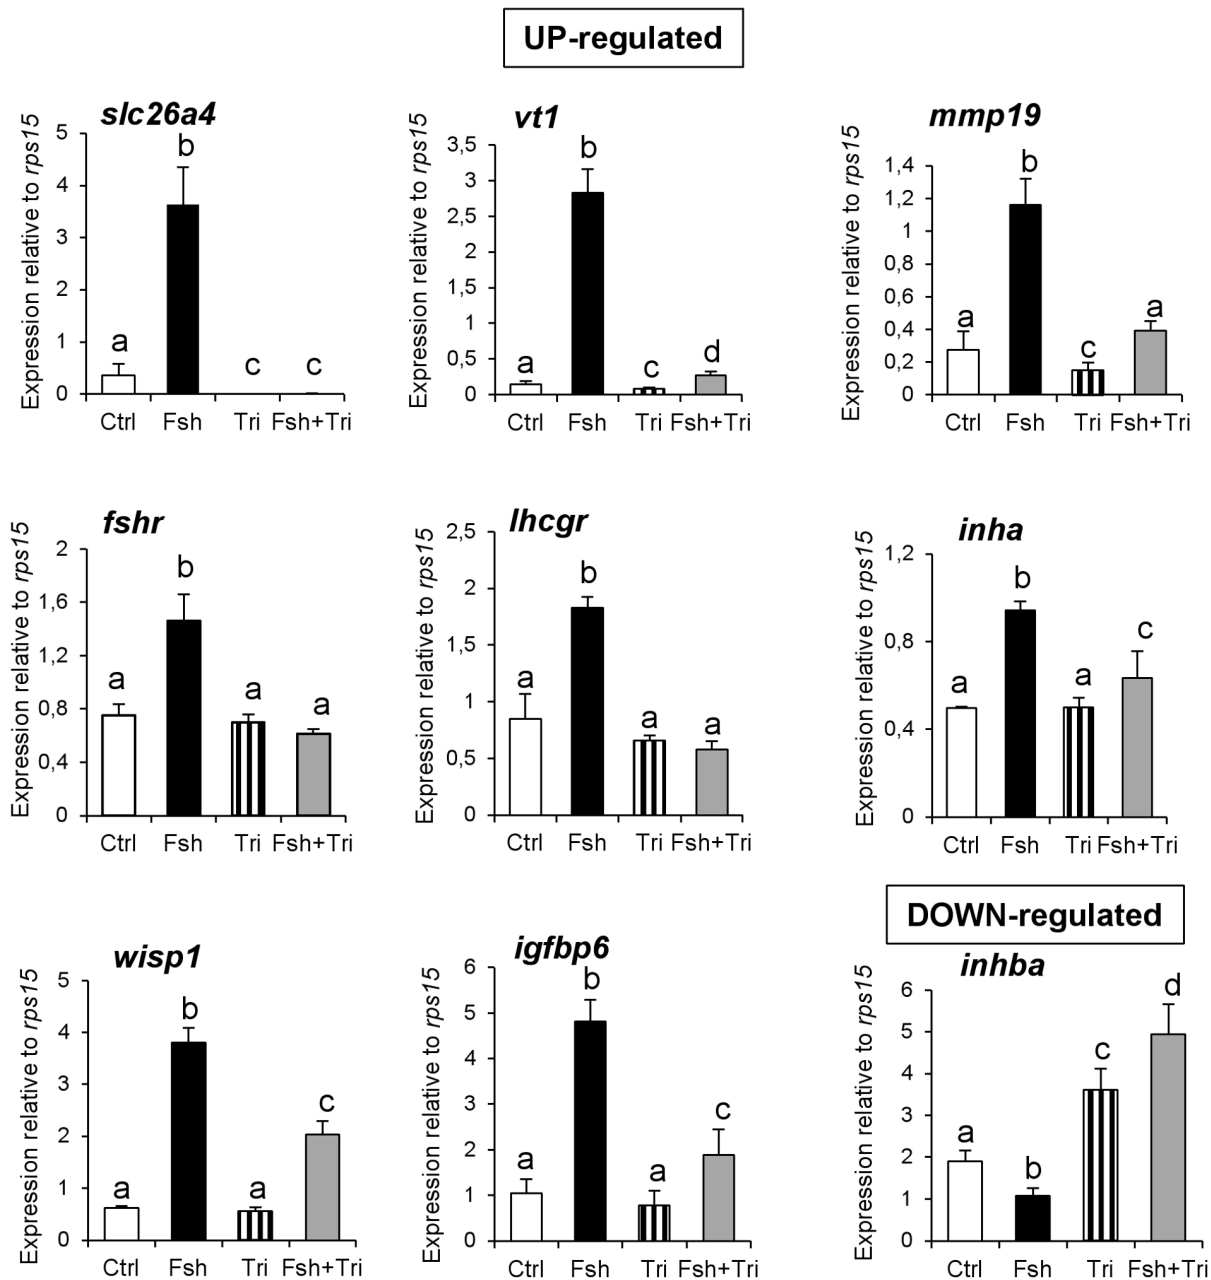 UP-regulated
slc26a4
Expression relative to rps15
5
4
3
2
1
0
a
b
c
c
Ctrl Fsh Tri Fsh+Tri
vt1
Expression relative to rps15
3,5
3
2,5
2
1,5
1
0,5
0
a
b
c
d
Ctrl Fsh Tri Fsh+Tri
mmp19
Expression relative to rps15
1,4
1,2
1
0,8
0,6
0,4
0,2
0
a
b
c
a
Ctrl Fsh Tri Fsh+Tri
fshr
Expression relative to rps15
2
1,6
1,2
0,8
0,4
0
a
b
a
a
Ctrl Fsh Tri Fsh+Tri
lhcgr
Expression relative to rps15
2,5
2
1,5
1
0,5
0
a
b
a
a
Ctrl Fsh Tri Fsh+Tri
inha
Expression relative to rps15
1,2
0,8
0,4
0
a
b
a
c
Ctrl Fsh Tri Fsh+Tri
wisp1
Expression relative to rps15
5
4
3
2
1
0
a
b
a
c
Ctrl Fsh Tri Fsh+Tri
igfbp6
Expression relative to rps15
6
5
4
3
2
1
0
a
b
a
c
Ctrl Fsh Tri Fsh+Tri
DOWN-regulated
inhba
Expression relative to rps15
6
5
4
3
2
1
0
a
b
c
d
Ctrl Fsh Tri Fsh+Tri